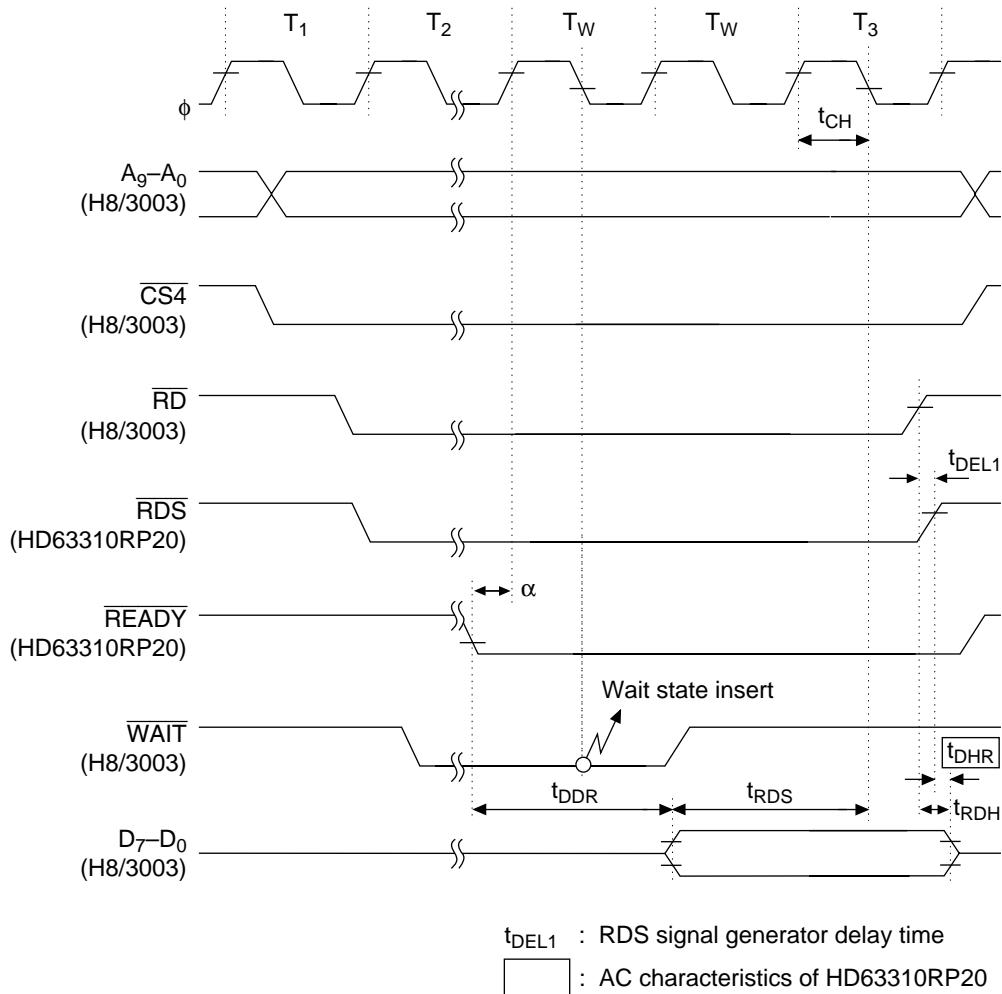 T1 T2 TW TW T3
ϕ
tCH
A9–A0
(H8/3003)
CS4
(H8/3003)
RD
(H8/3003)
tDEL1
RDS
(HD63310RP20)
α
READY
(HD63310RP20)
Wait state insert
WAIT
(H8/3003)
tDHR
tDDR tRDS tRDH
D7–D0
(H8/3003)
tDEL1 : RDS signal generator delay time
: AC characteristics of HD63310RP20